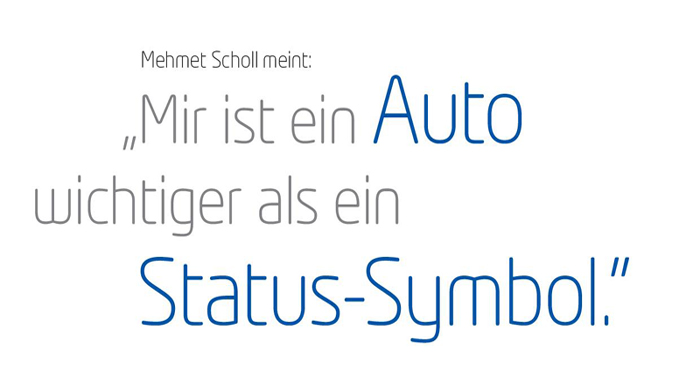 Mehmet Scholl meint:
„Mir ist ein Auto
wichtiger als ein
Status-Symbol.”